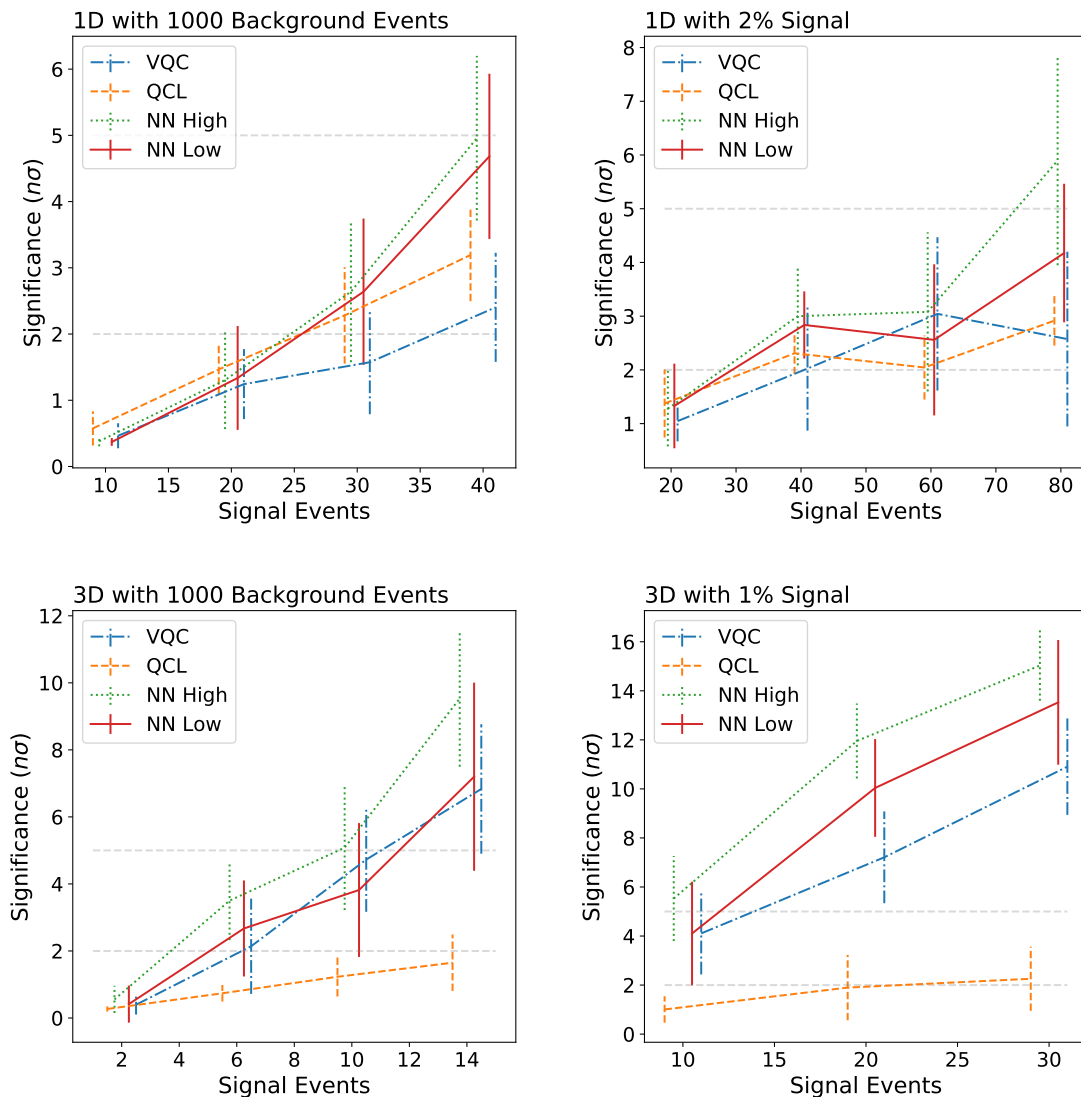 1D with 1000 Background Events
VQC
QCL
NN High
NN Low
Significance (nσ)
6
5
4
3
2
1
0
10 15 20 25 30 35 40
Signal Events
1D with 2% Signal
VQC
QCL
NN High
NN Low
Significance (nσ)
8
7
6
5
4
3
2
1
20 30 40 50 60 70 80
Signal Events
3D with 1000 Background Events
VQC
QCL
NN High
NN Low
Significance (nσ)
12
10
8
6
4
2
0
2 4 6 8 10 12 14
Signal Events
3D with 1% Signal
VQC
QCL
NN High
NN Low
Significance (nσ)
16
14
12
10
8
6
4
2
0
10 15 20 25 30
Signal Events